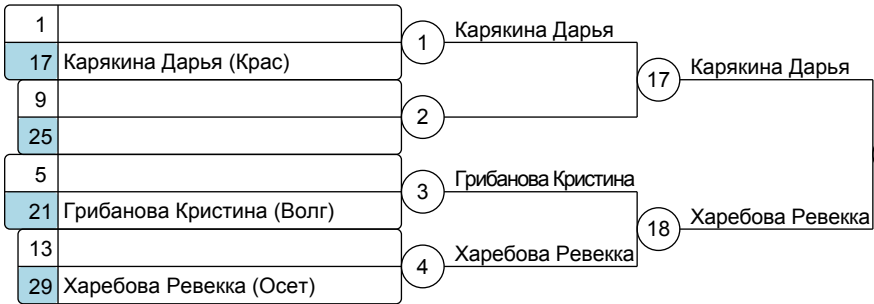 1
17 Карякина Дарья (Крас)
9
25
5
21 Грибанова Кристина (Волг)
13
29 Харебова Ревекка (Осет)
1
2
3
4
Карякина Дарья
Грибанова Кристина
Харебова Ревекка
17
18
Карякина Дарья
Харебова Ревекка